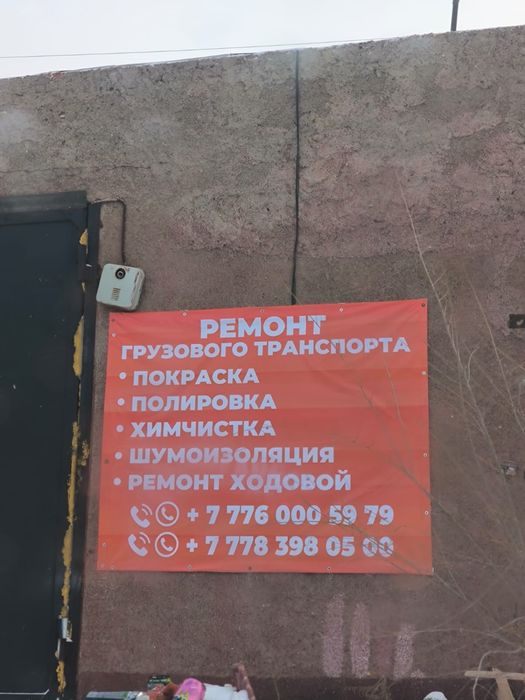 РЕМОНТ
ГРУЗОВОГО ТРАНСПОРТА
• ПОКРАСКА
• ПОЛИРОВКА
• ХИМЧИСТКА
• ШУМОИЗОЛЯЦИЯ
• РЕМОНТ ХОДОВОЙ
+ 7 776 000 59 79
+ 7 778 398 05 00